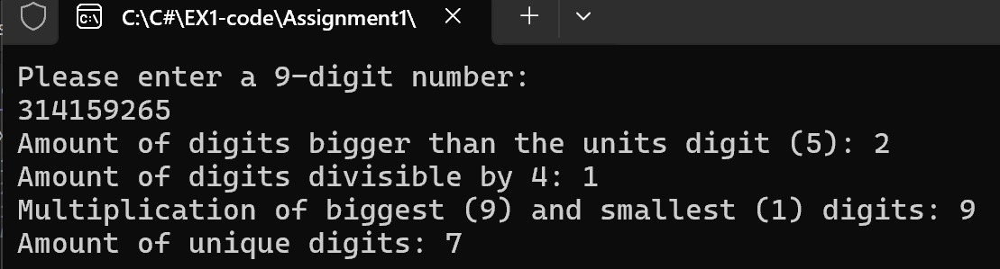 C:\C#\EX1-code\Assignment1\
Please enter a 9-digit number:
314159265
Amount of digits bigger than the units digit (5): 2
Amount of digits divisible by 4: 1
Multiplication of biggest (9) and smallest (1) digits: 9
Amount of unique digits: 7